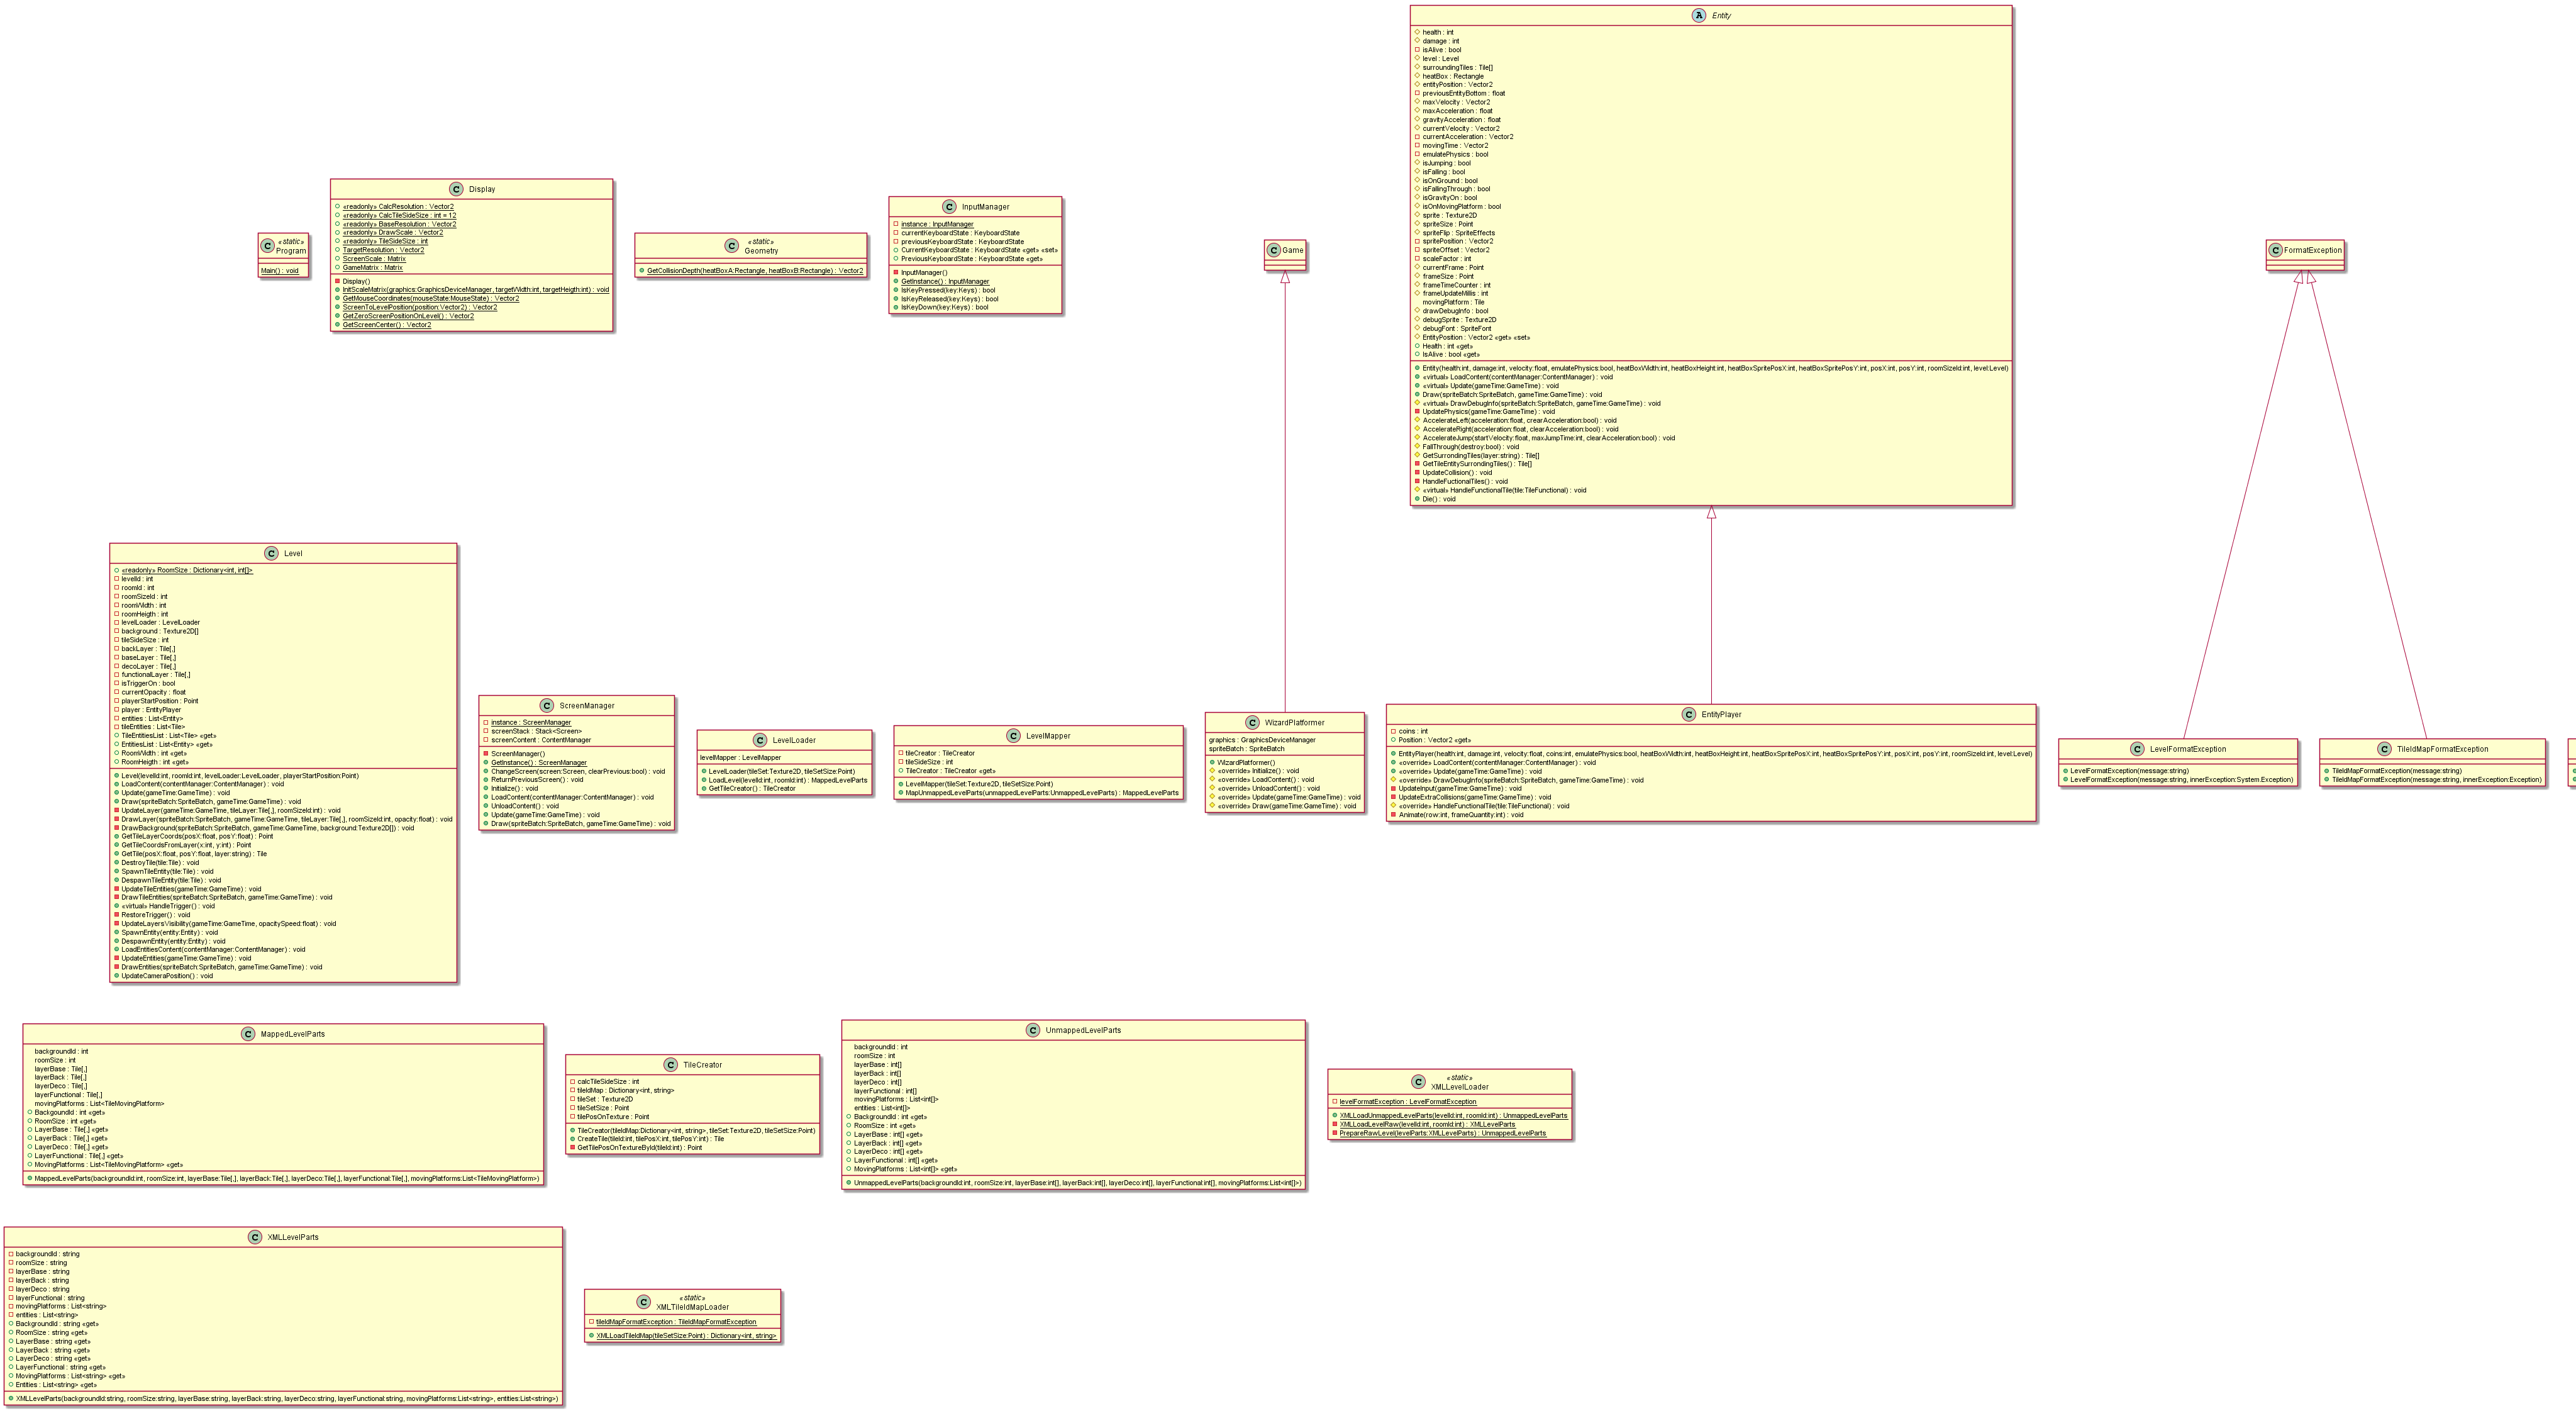 Program
«static»
Main() : void
Display
«readonly» CalcResolution : Vector2
«readonly» CalcTileSideSize : int = 12
«readonly» BaseResolution : Vector2
«readonly» DrawScale : Vector2
«readonly» TileSideSize : int
TargetResolution : Vector2
ScreenScale : Matrix
GameMatrix : Matrix
Display()
InitScaleMatrix(graphics:GraphicsDeviceManager, targetWidth:int, targetHeigth:int) : void
GetMouseCoordinates(mouseState:MouseState) : Vector2
ScreenToLevelPosition(position:Vector2) : Vector2
GetZeroScreenPositionOnLevel() : Vector2
GetScreenCenter() : Vector2
«static»
Geometry
GetCollisionDepth(heatBoxA:Rectangle, heatBoxB:Rectangle) : Vector2
InputManager
instance : InputManager
currentKeyboardState : KeyboardState
previousKeyboardState : KeyboardState
CurrentKeyboardState : KeyboardState «get» «set»
PreviousKeyboardState : KeyboardState «get»
InputManager()
GetInstance() : InputManager
IsKeyPressed(key:Keys) : bool
IsKeyReleased(key:Keys) : bool
IsKeyDown(key:Keys) : bool
Game
Entity
health : int
damage : int
isAlive : bool
level : Level
surroundingTiles : Tile[]
heatBox : Rectangle
entityPosition : Vector2
previousEntityBottom : float
maxVelocity : Vector2
maxAcceleration : float
gravityAcceleration : float
currentVelocity : Vector2
currentAcceleration : Vector2
movingTime : Vector2
emulatePhysics : bool
isJumping : bool
isFalling : bool
isOnGround : bool
isFallingThrough : bool
isGravityOn : bool
isOnMovingPlatform : bool
sprite : Texture2D
spriteSize : Point
spriteFlip : SpriteEffects
spritePosition : Vector2
spriteOffset : Vector2
scaleFactor : int
currentFrame : Point
frameSize : Point
frameTimeCounter : int
frameUpdateMillis : int
movingPlatform : Tile
drawDebugInfo : bool
debugSprite : Texture2D
debugFont : SpriteFont
EntityPosition : Vector2 «get» «set»
Health : int «get»
IsAlive : bool «get»
Entity(health:int, damage:int, velocity:float, emulatePhysics:bool, heatBoxWidth:int, heatBoxHeight:int, heatBoxSpritePosX:int, heatBoxSpritePosY:int, posX:int, posY:int, roomSizeId:int, level:Level)
«virtual» LoadContent(contentManager:ContentManager) : void
«virtual» Update(gameTime:GameTime) : void
Draw(spriteBatch:SpriteBatch, gameTime:GameTime) : void
«virtual» DrawDebugInfo(spriteBatch:SpriteBatch, gameTime:GameTime) : void
UpdatePhysics(gameTime:GameTime) : void
AccelerateLeft(acceleration:float, crearAcceleration:bool) : void
AccelerateRight(acceleration:float, clearAcceleration:bool) : void
AccelerateJump(startVelocity:float, maxJumpTime:int, clearAcceleration:bool) : void
FallThrough(destroy:bool) : void
GetSurrondingTiles(layer:string) : Tile[]
GetTileEntitySurrondingTiles() : Tile[]
UpdateCollision() : void
HandleFuctionalTiles() : void
«virtual» HandleFunctionalTile(tile:TileFunctional) : void
Die() : void
FormatException
Level
«readonly» RoomSize : Dictionary<int, int[]>
levelId : int
roomId : int
roomSizeId : int
roomWidth : int
roomHeigth : int
levelLoader : LevelLoader
background : Texture2D[]
tileSideSize : int
backLayer : Tile[,]
baseLayer : Tile[,]
decoLayer : Tile[,]
functionalLayer : Tile[,]
isTriggerOn : bool
currentOpacity : float
playerStartPosition : Point
player : EntityPlayer
entities : List<Entity>
tileEntities : List<Tile>
TileEntitiesList : List<Tile> «get»
EntitiesList : List<Entity> «get»
RoomWidth : int «get»
RoomHeigth : int «get»
Level(levelId:int, roomId:int, levelLoader:LevelLoader, playerStartPosition:Point)
LoadContent(contentManager:ContentManager) : void
Update(gameTime:GameTime) : void
Draw(spriteBatch:SpriteBatch, gameTime:GameTime) : void
UpdateLayer(gameTime:GameTime, tileLayer:Tile[,], roomSizeId:int) : void
DrawLayer(spriteBatch:SpriteBatch, gameTime:GameTime, tileLayer:Tile[,], roomSizeId:int, opacity:float) : void
DrawBackground(spriteBatch:SpriteBatch, gameTime:GameTime, background:Texture2D[]) : void
GetTileLayerCoords(posX:float, posY:float) : Point
GetTileCoordsFromLayer(x:int, y:int) : Point
GetTile(posX:float, posY:float, layer:string) : Tile
DestroyTile(tile:Tile) : void
SpawnTileEntity(tile:Tile) : void
DespawnTileEntity(tile:Tile) : void
UpdateTileEntities(gameTime:GameTime) : void
DrawTileEntities(spriteBatch:SpriteBatch, gameTime:GameTime) : void
«virtual» HandleTrigger() : void
RestoreTrigger() : void
UpdateLayersVisibility(gameTime:GameTime, opacitySpeed:float) : void
SpawnEntity(entity:Entity) : void
DespawnEntity(entity:Entity) : void
LoadEntitiesContent(contentManager:ContentManager) : void
UpdateEntities(gameTime:GameTime) : void
DrawEntities(spriteBatch:SpriteBatch, gameTime:GameTime) : void
UpdateCameraPosition() : void
ScreenManager
instance : ScreenManager
screenStack : Stack<Screen>
screenContent : ContentManager
ScreenManager()
GetInstance() : ScreenManager
ChangeScreen(screen:Screen, clearPrevious:bool) : void
ReturnPreviousScreen() : void
Initialize() : void
LoadContent(contentManager:ContentManager) : void
UnloadContent() : void
Update(gameTime:GameTime) : void
Draw(spriteBatch:SpriteBatch, gameTime:GameTime) : void
LevelLoader
levelMapper : LevelMapper
LevelLoader(tileSet:Texture2D, tileSetSize:Point)
LoadLevel(levelId:int, roomId:int) : MappedLevelParts
GetTileCreator() : TileCreator
LevelMapper
tileCreator : TileCreator
tileSideSize : int
TileCreator : TileCreator «get»
LevelMapper(tileSet:Texture2D, tileSetSize:Point)
MapUnmappedLevelParts(unmappedLevelParts:UnmappedLevelParts) : MappedLevelParts
WizardPlatformer
graphics : GraphicsDeviceManager
spriteBatch : SpriteBatch
WizardPlatformer()
«override» Initialize() : void
«override» LoadContent() : void
«override» UnloadContent() : void
«override» Update(gameTime:GameTime) : void
«override» Draw(gameTime:GameTime) : void
EntityPlayer
coins : int
Position : Vector2 «get»
EntityPlayer(health:int, damage:int, velocity:float, coins:int, emulatePhysics:bool, heatBoxWidth:int, heatBoxHeight:int, heatBoxSpritePosX:int, heatBoxSpritePosY:int, posX:int, posY:int, roomSizeId:int, level:Level)
«override» LoadContent(contentManager:ContentManager) : void
«override» Update(gameTime:GameTime) : void
«override» DrawDebugInfo(spriteBatch:SpriteBatch, gameTime:GameTime) : void
UpdateInput(gameTime:GameTime) : void
UpdateExtraCollisions(gameTime:GameTime) : void
«override» HandleFunctionalTile(tile:TileFunctional) : void
Animate(row:int, frameQuantity:int) : void
LevelFormatException
LevelFormatException(message:string)
LevelFormatException(message:string, innerException:System.Exception)
TileIdMapFormatException
TileIdMapFormatException(message:string)
TileIdMapFormatException(message:string, innerException:Exception)
MappedLevelParts
backgroundId : int
roomSize : int
layerBase : Tile[,]
layerBack : Tile[,]
layerDeco : Tile[,]
layerFunctional : Tile[,]
movingPlatforms : List<TileMovingPlatform>
BackgoundId : int «get»
RoomSize : int «get»
LayerBase : Tile[,] «get»
LayerBack : Tile[,] «get»
LayerDeco : Tile[,] «get»
LayerFunctional : Tile[,] «get»
MovingPlatforms : List<TileMovingPlatform> «get»
MappedLevelParts(backgroundId:int, roomSize:int, layerBase:Tile[,], layerBack:Tile[,], layerDeco:Tile[,], layerFunctional:Tile[,], movingPlatforms:List<TileMovingPlatform>)
TileCreator
calcTileSideSize : int
tileIdMap : Dictionary<int, string>
tileSet : Texture2D
tileSetSize : Point
tilePosOnTexture : Point
TileCreator(tileIdMap:Dictionary<int, string>, tileSet:Texture2D, tileSetSize:Point)
CreateTile(tileId:int, tilePosX:int, tilePosY:int) : Tile
GetTilePosOnTextureById(tileId:int) : Point
UnmappedLevelParts
backgroundId : int
roomSize : int
layerBase : int[]
layerBack : int[]
layerDeco : int[]
layerFunctional : int[]
movingPlatforms : List<int[]>
entities : List<int[]>
BackgroundId : int «get»
RoomSize : int «get»
LayerBase : int[] «get»
LayerBack : int[] «get»
LayerDeco : int[] «get»
LayerFunctional : int[] «get»
MovingPlatforms : List<int[]> «get»
UnmappedLevelParts(backgroundId:int, roomSize:int, layerBase:int[], layerBack:int[], layerDeco:int[], layerFunctional:int[], movingPlatforms:List<int[]>)
«static»
XMLLevelLoader
levelFormatException : LevelFormatException
XMLLoadUnmappedLevelParts(levelId:int, roomId:int) : UnmappedLevelParts
XMLLoadLevelRaw(levelId:int, roomId:int) : XMLLevelParts
PrepareRawLevel(levelParts:XMLLevelParts) : UnmappedLevelParts
XMLLevelParts
backgroundId : string
roomSize : string
layerBase : string
layerBack : string
layerDeco : string
layerFunctional : string
movingPlatforms : List<string>
entities : List<string>
BackgroundId : string «get»
RoomSize : string «get»
LayerBase : string «get»
LayerBack : string «get»
LayerDeco : string «get»
LayerFunctional : string «get»
MovingPlatforms : List<string> «get»
Entities : List<string> «get»
XMLLevelParts(backgroundId:string, roomSize:string, layerBase:string, layerBack:string, layerDeco:string, layerFunctional:string, movingPlatforms:List<string>, entities:List<string>)
«static»
XMLTileIdMapLoader
tileIdMapFormatException : TileIdMapFormatException
XMLLoadTileIdMap(tileSetSize:Point) : Dictionary<int, string>